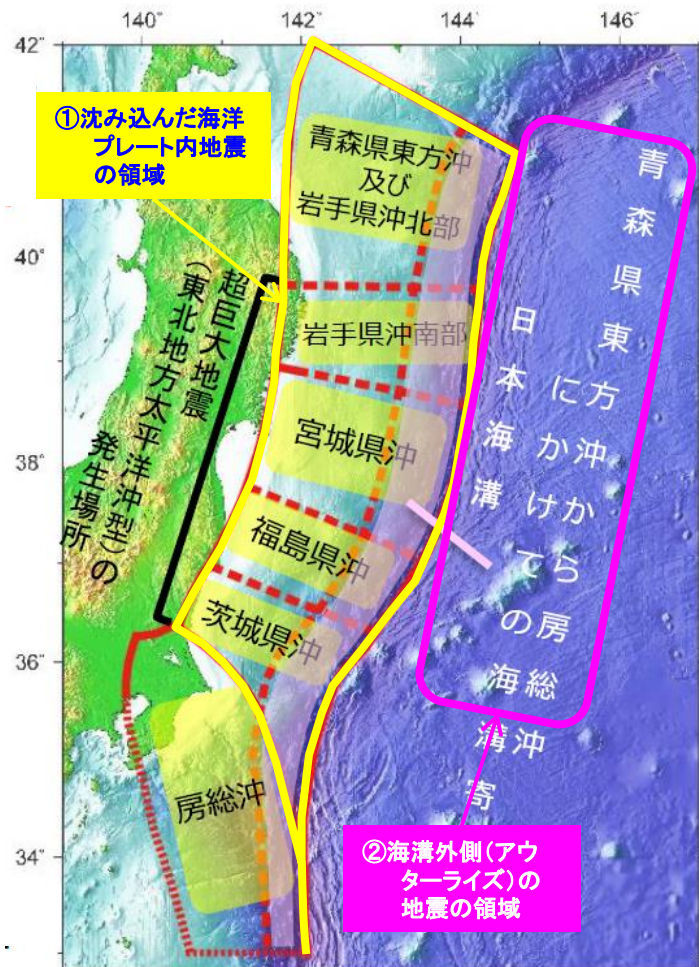 140° 142° 144° 146°
42°
40°
38°
36°
34°
①沈み込んだ海洋
プレート内地震
の領域
青森県東方沖
及び
岩手県沖北部
岩手県沖南部
宮城県沖
福島県沖
茨城県沖
房総沖
超巨大地震
(東北地方太平洋沖型)の
発生場所
日本海溝
青森県東方沖から房総沖
にかけての海溝寄
②海溝外側(アウ
ターライズ)の
地震の領域